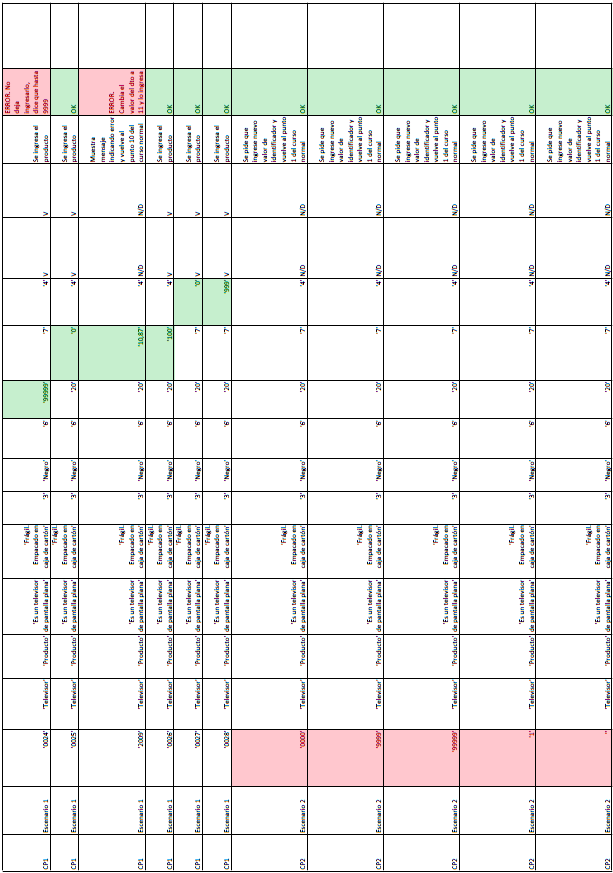 CP1
Escenario 1
'0024'
'Televisor'
'Producto'
'Es un televisor
de pantalla plana'
'Frágil.
Empacado en
caja de cartón'
'3'
'Negro'
'6'
'99999'
'7'
'4'
V
V
Se ingresa el
producto
ERROR. No
deja
ingresarlo,
dice que hasta
9999
CP1
Escenario 1
'0025'
'Televisor'
'Producto'
'Es un televisor
de pantalla plana'
'Frágil.
Empacado en
caja de cartón'
'3'
'Negro'
'6'
'20'
'0'
'4'
V
V
Se ingresa el
producto
OK
CP1
Escenario 1
'2009'
'Televisor'
'Producto'
'Es un televisor
de pantalla plana'
'Frágil.
Empacado en
caja de cartón'
'3'
'Negro'
'6'
'20'
'10,87'
'4'
N/D
N/D
Muestra
mensaje
indicando error
y vuelve al
punto 10 del
curso normal
ERROR.
Cambia el
valor del dto a
11 y lo ingresa
CP1
Escenario 1
'0026'
'Televisor'
'Producto'
'Es un televisor
de pantalla plana'
'Frágil.
Empacado en
caja de cartón'
'3'
'Negro'
'6'
'20'
'100'
'4'
V
V
Se ingresa el
producto
OK
CP1
Escenario 1
'0027'
'Televisor'
'Producto'
'Es un televisor
de pantalla plana'
'Frágil.
Empacado en
caja de cartón'
'3'
'Negro'
'6'
'20'
'7'
'0'
V
V
Se ingresa el
producto
OK
CP1
Escenario 1
'0028'
'Televisor'
'Producto'
'Es un televisor
de pantalla plana'
'Frágil.
Empacado en
caja de cartón'
'3'
'Negro'
'6'
'20'
'7'
'999'
V
V
Se ingresa el
producto
OK
CP2
Escenario 2
'0000'
'Televisor'
'Producto'
'Es un televisor
de pantalla plana'
'Frágil.
Empacado en
caja de cartón'
'3'
'Negro'
'6'
'20'
'7'
'4'
N/D
N/D
Se pide que
ingrese nuevo
valor de
identificador y
vuelve al punto
1 del curso
normal
OK
CP2
Escenario 2
'9999'
'Televisor'
'Producto'
'Es un televisor
de pantalla plana'
'Frágil.
Empacado en
caja de cartón'
'3'
'Negro'
'6'
'20'
'7'
'4'
N/D
N/D
Se pide que
ingrese nuevo
valor de
identificador y
vuelve al punto
1 del curso
normal
OK
CP2
Escenario 2
'99999'
'Televisor'
'Producto'
'Es un televisor
de pantalla plana'
'Frágil.
Empacado en
caja de cartón'
'3'
'Negro'
'6'
'20'
'7'
'4'
N/D
N/D
Se pide que
ingrese nuevo
valor de
identificador y
vuelve al punto
1 del curso
normal
OK
CP2
Escenario 2
'1'
'Televisor'
'Producto'
'Es un televisor
de pantalla plana'
'Frágil.
Empacado en
caja de cartón'
'3'
'Negro'
'6'
'20'
'7'
'4'
N/D
N/D
Se pide que
ingrese nuevo
valor de
identificador y
vuelve al punto
1 del curso
normal
OK
CP2
Escenario 2
''
'Televisor'
'Producto'
'Es un televisor
de pantalla plana'
'Frágil.
Empacado en
caja de cartón'
'3'
'Negro'
'6'
'20'
'7'
'4'
N/D
N/D
Se pide que
ingrese nuevo
valor de
identificador y
vuelve al punto
1 del curso
normal
OK